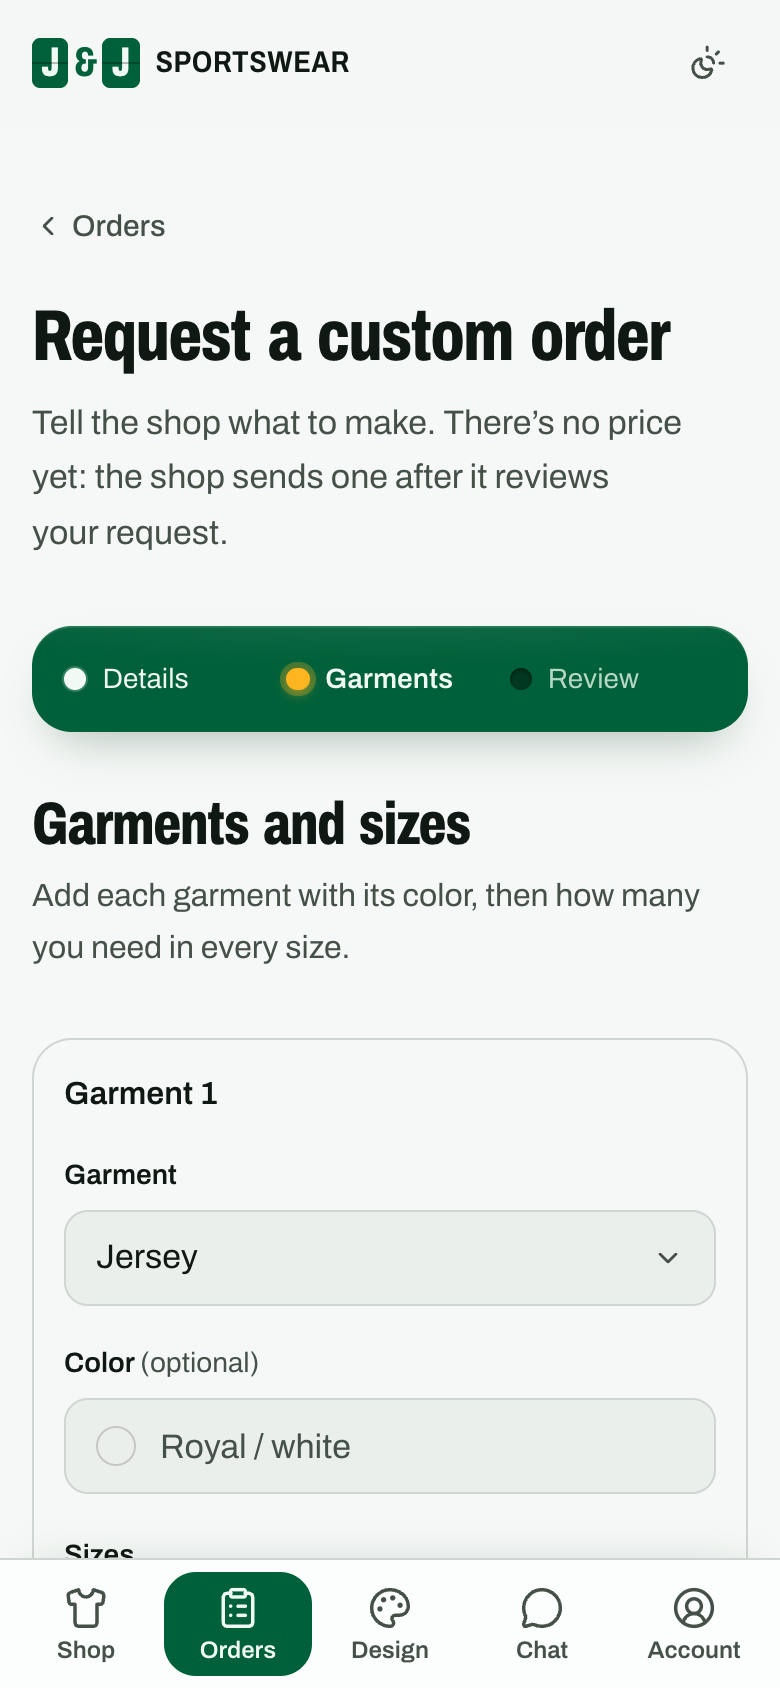 J & J SPORTSWEAR
Orders
Request a custom order
Tell the shop what to make. There’s no price
yet: the shop sends one after it reviews
your request.
Details Garments Review
Garments and sizes
Add each garment with its color, then how many
you need in every size.
Garment 1
Garment
Jersey
Color (optional)
Royal / white
Sizes
Shop Orders Design Chat Account